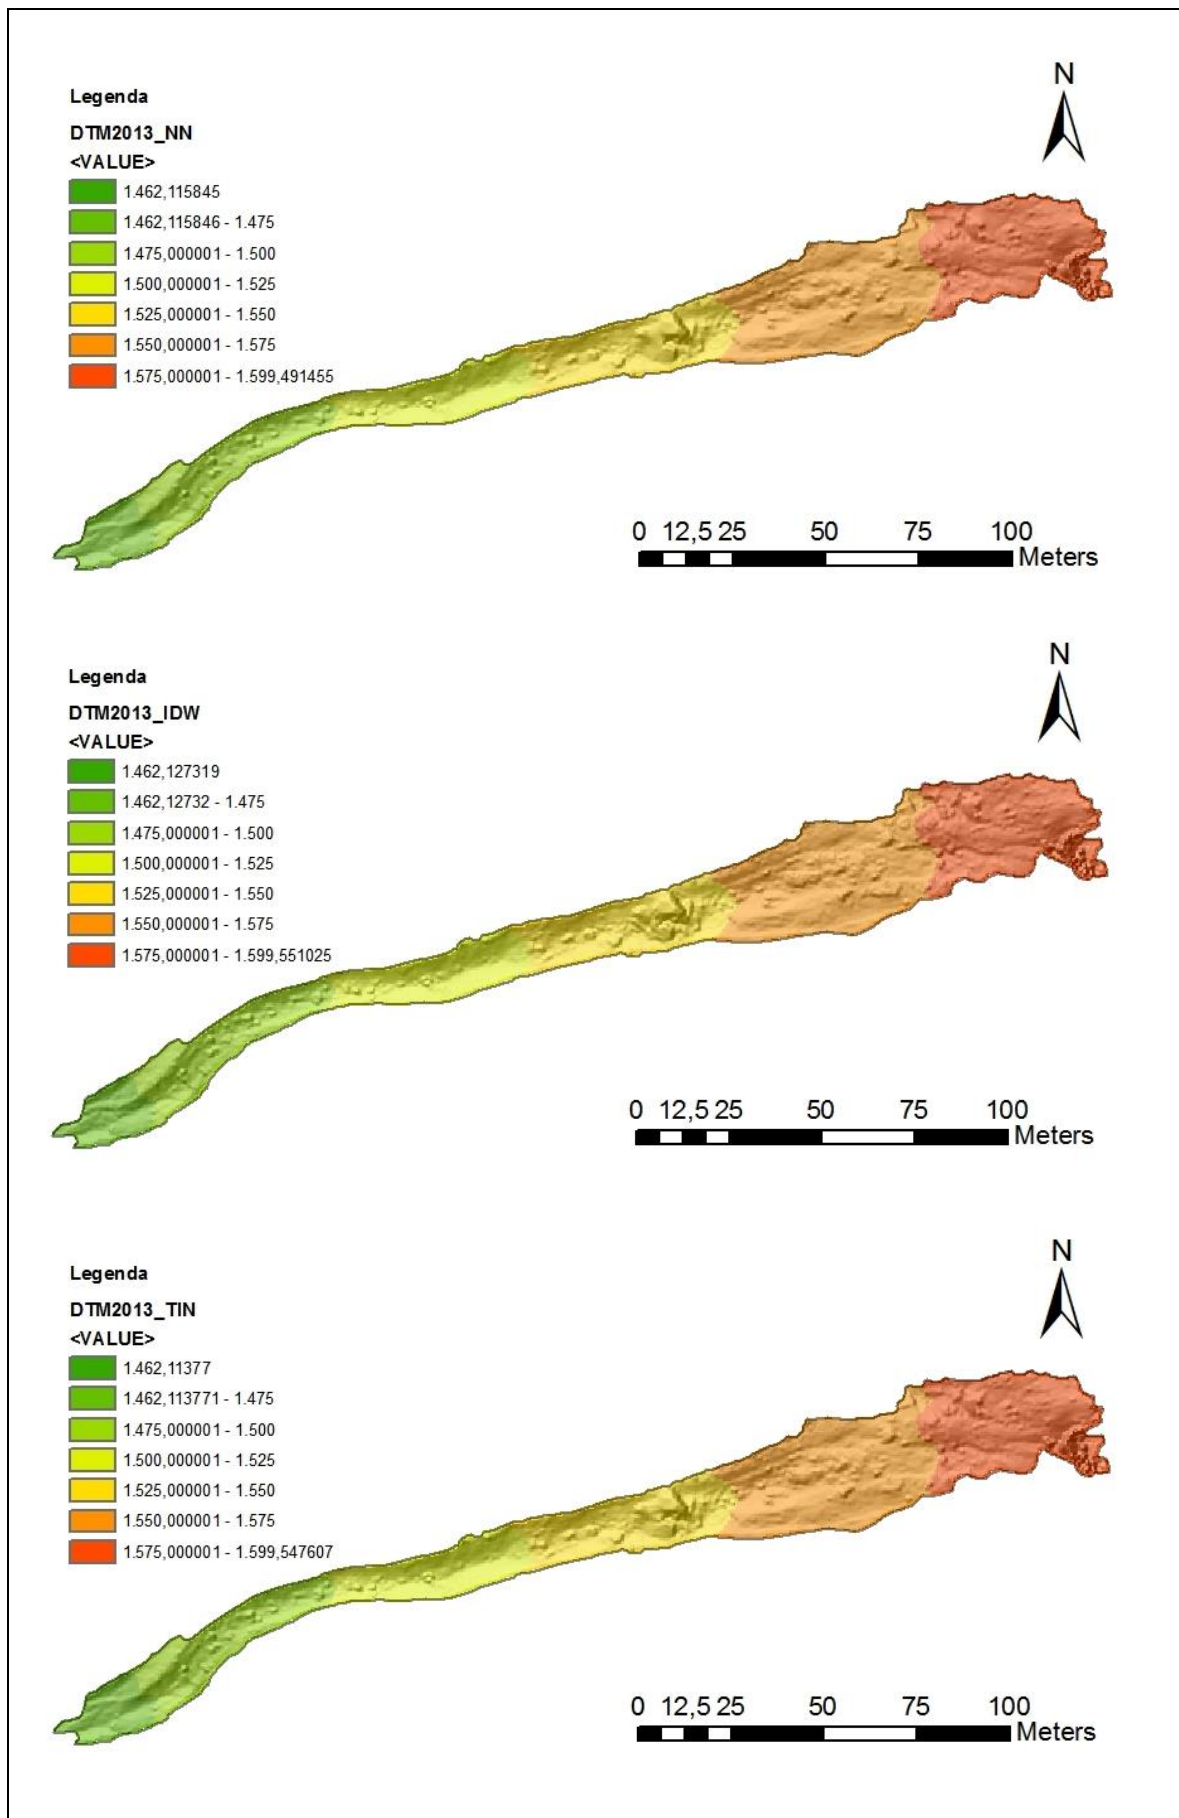 N
Legenda
DTM2013_NN
<VALUE>
1.462,115845
1.462,115846 - 1.475
1.475,000001 - 1.500
1.500,000001 - 1.525
1.525,000001 - 1.550
1.550,000001 - 1.575
1.575,000001 - 1.599,491455
0 12,5 25 50 75 100
Meters
N
Legenda
DTM2013_IDW
<VALUE>
1.462,127319
1.462,12732 - 1.475
1.475,000001 - 1.500
1.500,000001 - 1.525
1.525,000001 - 1.550
1.550,000001 - 1.575
1.575,000001 - 1.599,551025
0 12,5 25 50 75 100
Meters
N
Legenda
DTM2013_TIN
<VALUE>
1.462,11377
1.462,113771 - 1.475
1.475,000001 - 1.500
1.500,000001 - 1.525
1.525,000001 - 1.550
1.550,000001 - 1.575
1.575,000001 - 1.599,547607
0 12,5 25 50 75 100
Meters